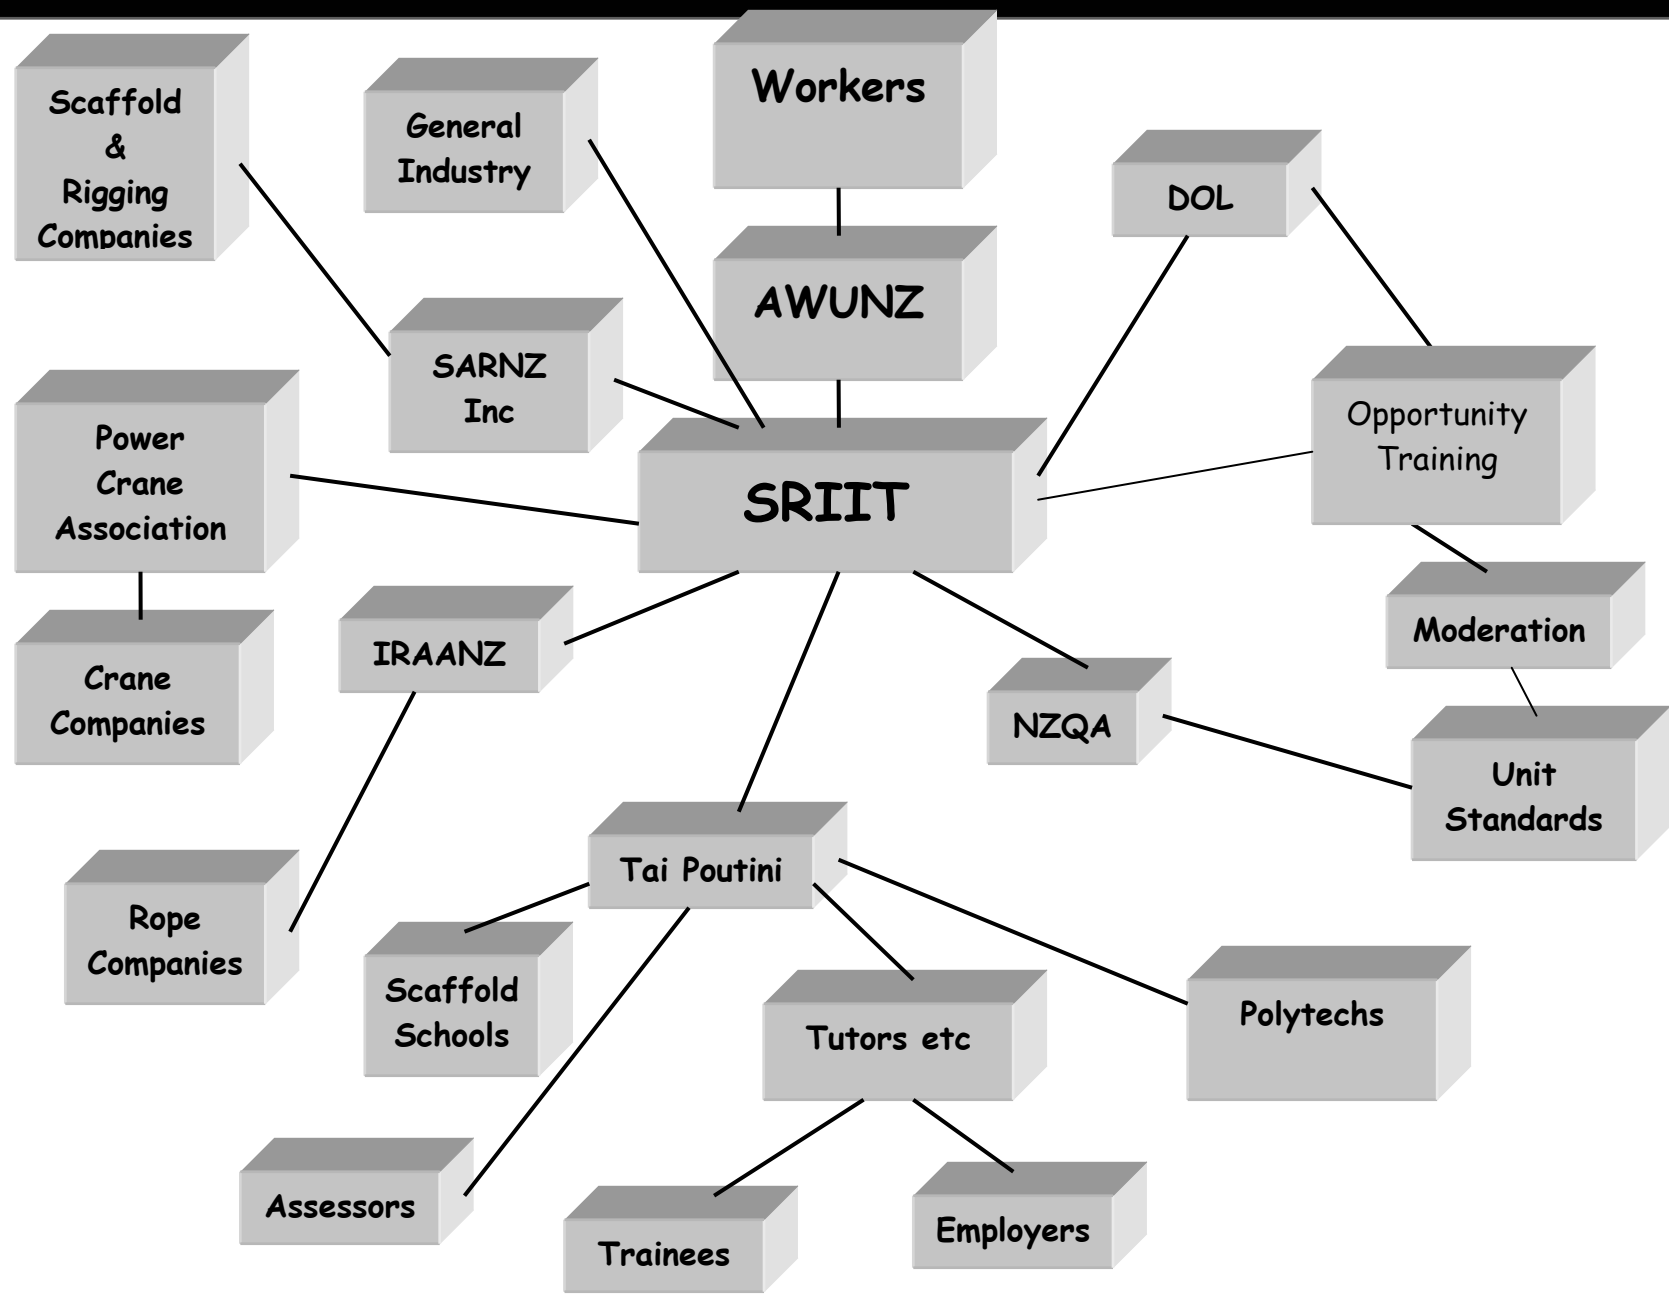 Scaffold
&
Rigging
Companies
General
Industry
Workers
DOL
AWUNZ
SARNZ
Inc
Power
Crane
Association
SRIIT
Opportunity
Training
Moderation
IRAANZ
Crane
Companies
NZQA
Unit
Standards
Tai Poutini
Rope
Companies
Scaffold
Schools
Tutors etc
Polytechs
Assessors
Trainees
Employers